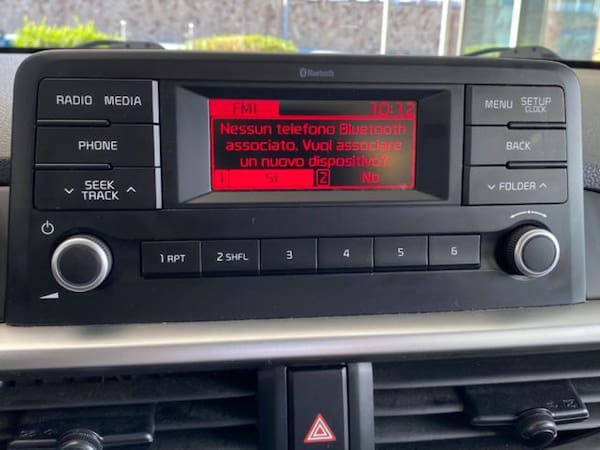 Bluetooth
RADIO MEDIA
FM1 10:12
MENU SETUP
CLOCK
Nessun telefono Bluetooth
associato. Vuoi associare
un nuovo dispositivo?
1 Sì 2 No
PHONE
BACK
SEEK
TRACK
FOLDER
1 RPT 2 SHFL 3 4 5 6